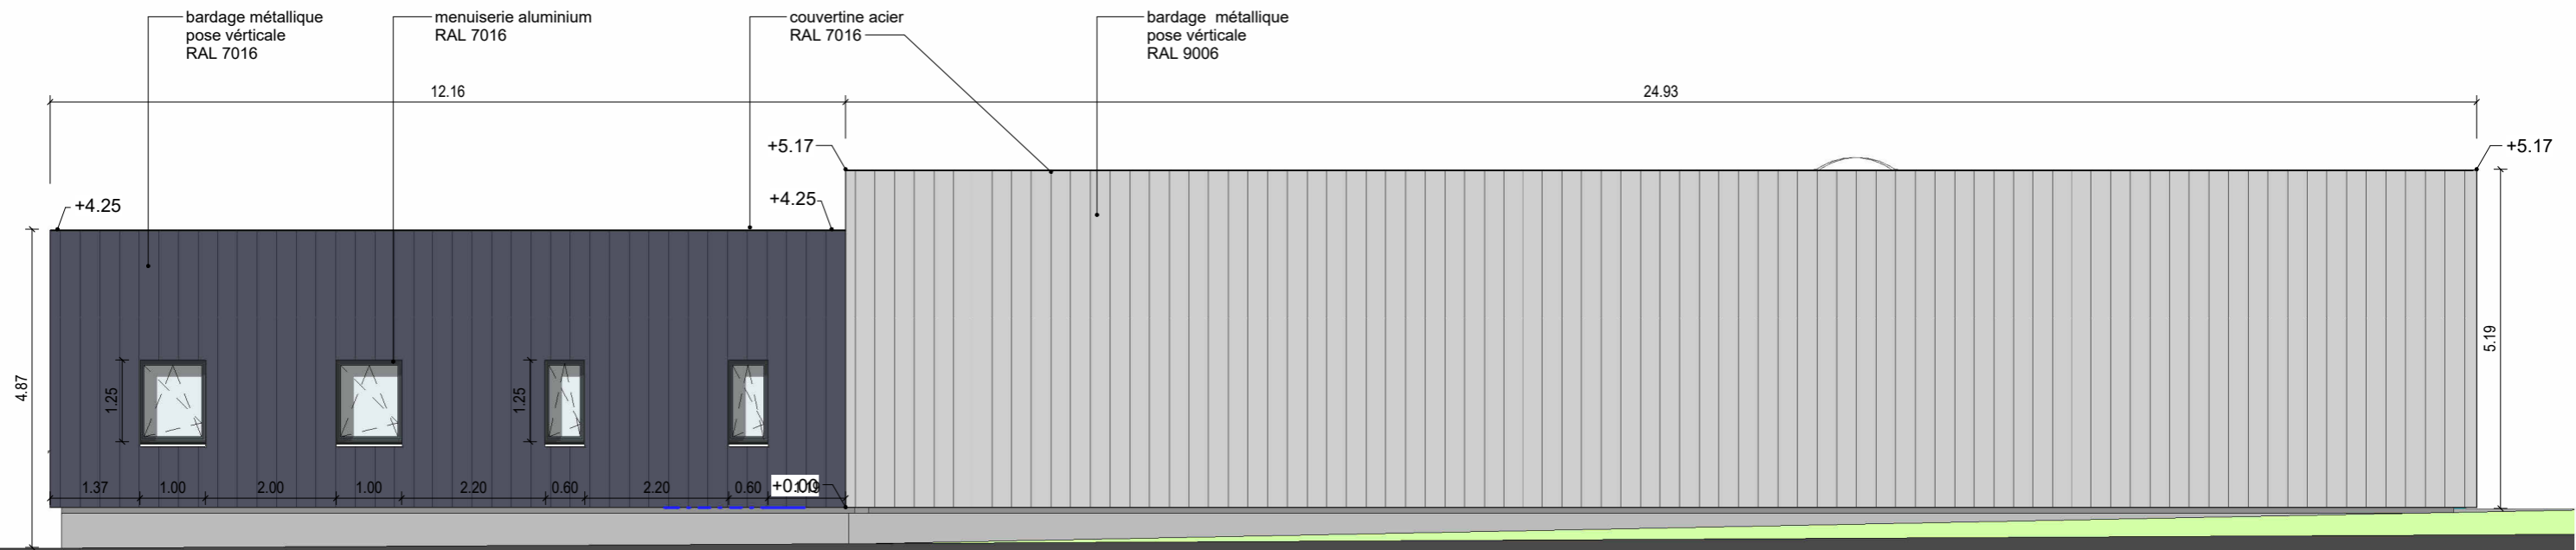 bardage métallique
pose vérticale
RAL 7016
menuiserie aluminium
RAL 7016
couvertine acier
RAL 7016
bardage  métallique
pose vérticale
RAL 9006
12.16
24.93
+5.17
+5.17
+4.25
+4.25
4.87
1.25
1.25
5.19
1.37
1.00
2.00
1.00
2.20
0.60
2.20
0.60
+0.00